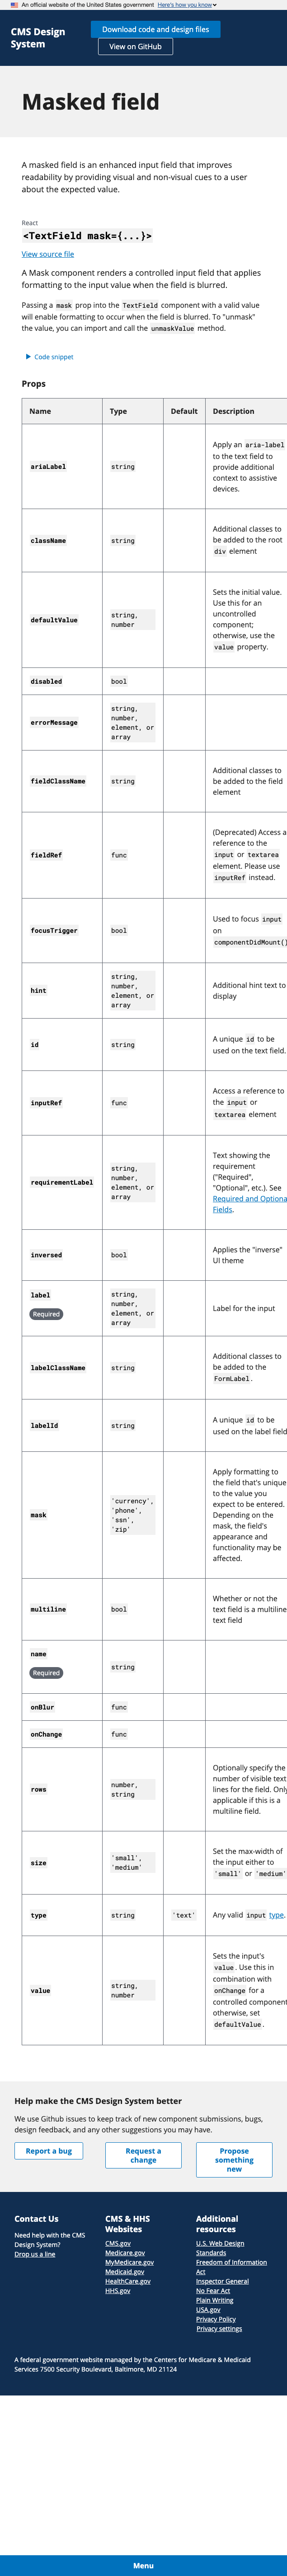 An official website of the United States government Here's how you know
CMS Design
System
Download code and design files
View on GitHub
Masked field
A masked field is an enhanced input field that improves
readability by providing visual and non-visual cues to a user
about the expected value.
React
<TextField mask={...}>
View source file
A Mask component renders a controlled input field that applies
formatting to the input value when the field is blurred.
Passing a mask prop into the TextField component with a valid value
will enable formatting to occur when the field is blurred. To "unmask"
the value, you can import and call the unmaskValue method.
Code snippet
Props
Name Type Default Description
ariaLabel string Apply an aria-label
to the text field to
provide additional
context to assistive
devices.
className string Additional classes to
be added to the root
div element
defaultValue string,
number
Sets the initial value.
Use this for an
uncontrolled
component;
otherwise, use the
value property.
disabled bool
errorMessage string,
number,
element, or
array
fieldClassName string Additional classes to
be added to the field
element
fieldRef func (Deprecated) Access a
reference to the
input or textarea
element. Please use
inputRef instead.
focusTrigger bool Used to focus input
on
componentDidMount()
hint string,
number,
element, or
array
Additional hint text to
display
id string A unique id to be
used on the text field.
inputRef func Access a reference to
the input or
textarea element
requirementLabel string,
number,
element, or
array
Text showing the
requirement
("Required",
"Optional", etc.). See
Required and Optiona
Fields.
inversed bool Applies the "inverse"
UI theme
label
Required
string,
number,
element, or
array
Label for the input
labelClassName string Additional classes to
be added to the
FormLabel.
labelId string A unique id to be
used on the label field
mask 'currency',
'phone',
'ssn',
'zip'
Apply formatting to
the field that's unique
to the value you
expect to be entered.
Depending on the
mask, the field's
appearance and
functionality may be
affected.
multiline bool Whether or not the
text field is a multiline
text field
name
Required
string
onBlur func
onChange func
rows number,
string
Optionally specify the
number of visible text
lines for the field. Only
applicable if this is a
multiline field.
size 'small',
'medium'
Set the max-width of
the input either to
'small' or 'medium'
type string 'text' Any valid input type.
value string,
number
Sets the input's
value. Use this in
combination with
onChange for a
controlled component
otherwise, set
defaultValue.
Help make the CMS Design System better
We use Github issues to keep track of new component submissions, bugs,
design feedback, and any other suggestions you may have.
Report a bug
Request a
change
Propose
something
new
Contact Us
Need help with the CMS
Design System?
Drop us a line
CMS & HHS
Websites
CMS.gov
Medicare.gov
MyMedicare.gov
Medicaid.gov
HealthCare.gov
HHS.gov
Additional
resources
U.S. Web Design
Standards
Freedom of Information
Act
Inspector General
No Fear Act
Plain Writing
USA.gov
Privacy Policy
Privacy settings
A federal government website managed by the Centers for Medicare & Medicaid
Services 7500 Security Boulevard, Baltimore, MD 21124
Menu